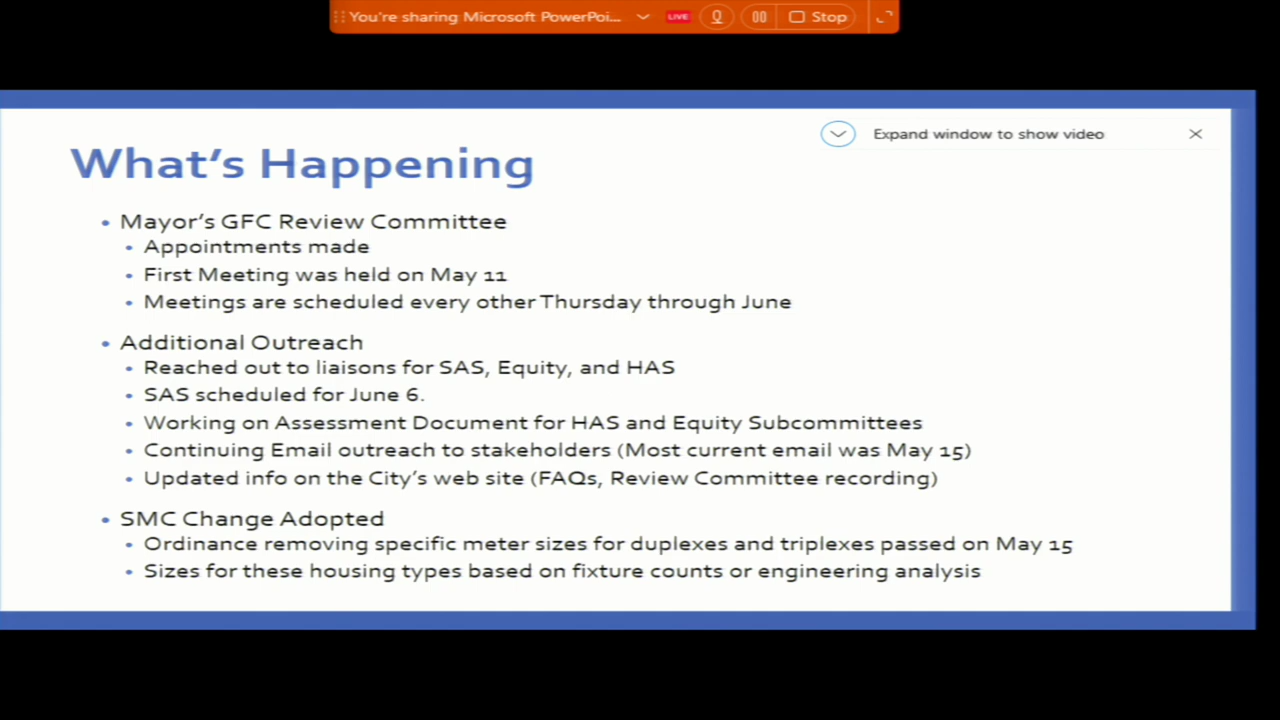 You're sharing Microsoft PowerPoi... LIVE Stop
Expand window to show video
What's Happening
• Mayor's GFC Review Committee
• Appointments made
• First Meeting was held on May 11
• Meetings are scheduled every other Thursday through June
• Additional Outreach
• Reached out to liaisons for SAS, Equity, and HAS
• SAS scheduled for June 6.
• Working on Assessment Document for HAS and Equity Subcommittees
• Continuing Email outreach to stakeholders (Most current email was May 15)
• Updated info on the City's web site (FAQs, Review Committee recording)
• SMC Change Adopted
• Ordinance removing specific meter sizes for duplexes and triplexes passed on May 15
• Sizes for these housing types based on fixture counts or engineering analysis